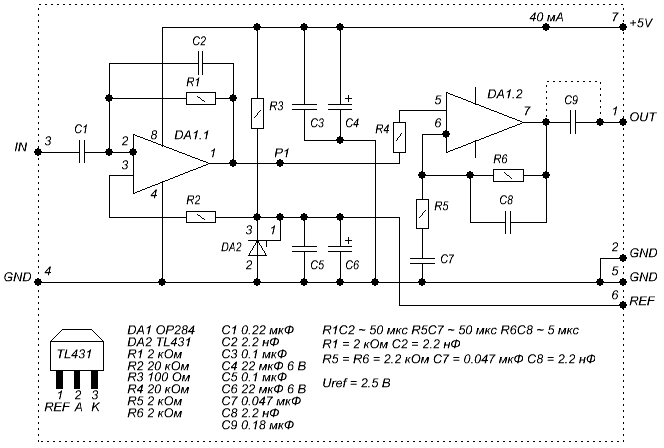 40 мА
7
+5V
C2
R1
R3
C3
C4
R4
5
DA1.2
6
7
C9
1
OUT
C1
IN
3
2
8
DA1.1
1
P1
3
4
R6
R2
R5
C8
3
1
DA2
2
C5
C6
C7
2
GND
GND
4
5
GND
6
REF
TL431
1 2 3
REF A K
DA1 OP284
DA2 TL431
R1 2 кОм
R2 20 кОм
R3 100 Ом
R4 20 кОм
R5 2 кОм
R6 2 кОм
C1 0.22 мкФ
C2 2.2 нФ
C3 0.1 мкФ
C4 22 мкФ 6 В
C5 0.1 мкФ
C6 22 мкФ 6 В
C7 0.047 мкФ
C8 2.2 нФ
C9 0.18 мкФ
R1C2 ~ 50 мкс R5C7 ~ 50 мкс R6C8 ~ 5 мкс
R1 = 2 кОм C2 = 2.2 нФ
R5 = R6 = 2.2 кОм C7 = 0.047 мкФ C8 = 2.2 нФ
Uref = 2.5 В